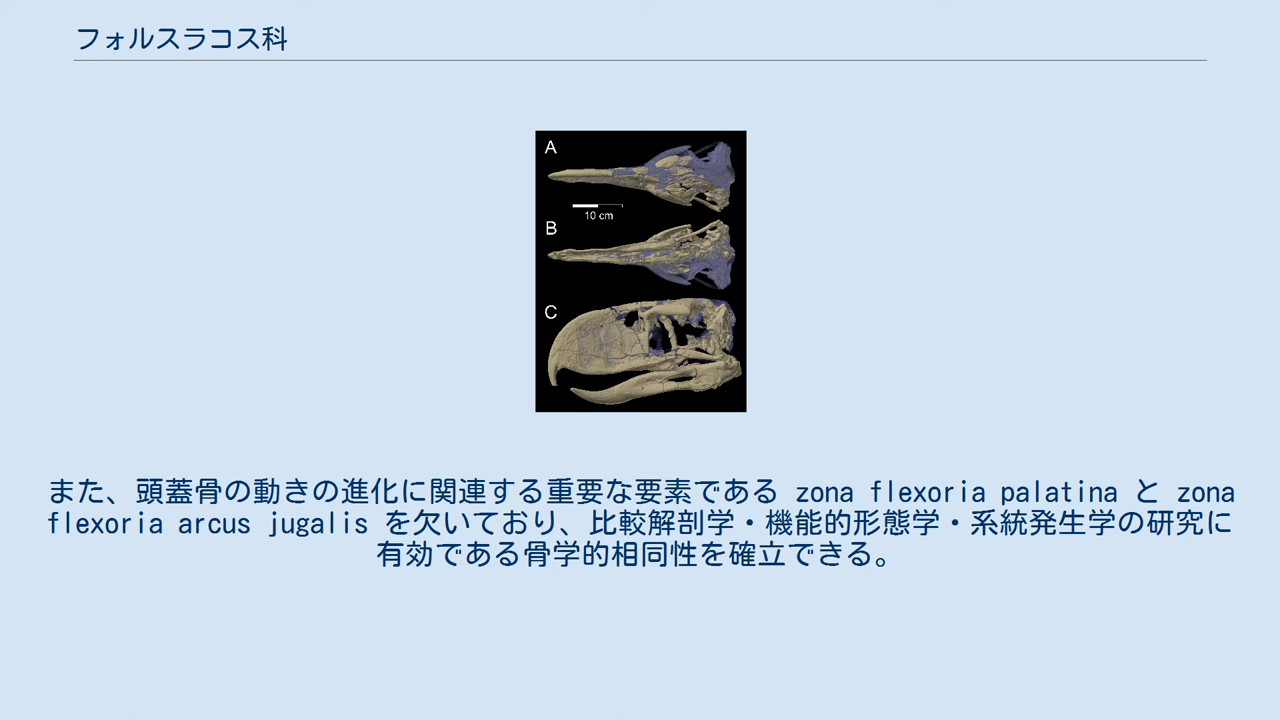 フォルスラコス科
A
10 cm
B
C
また、頭蓋骨の動きの進化に関連する重要な要素である zona flexoria palatina と zona
flexoria arcus jugalis を欠いており、比較解剖学・機能的形態学・系統発生学の研究に
有効である骨学的相同性を確立できる。